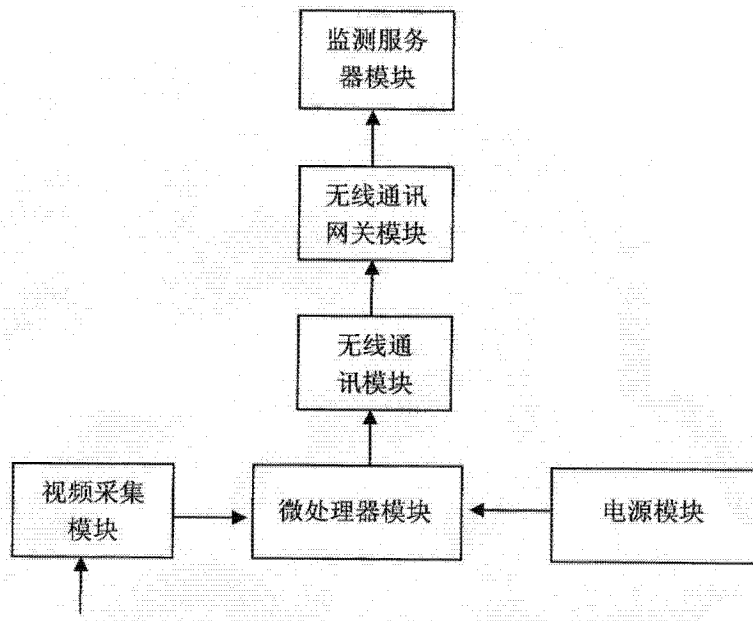 监测服务
器模块
无线通讯
网关模块
无线通
讯模块
视频采集
模块
微处理器模块
电源模块